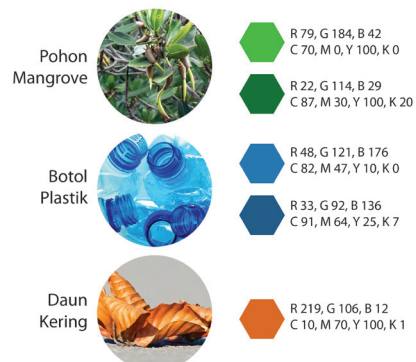 Pohon
Mangrove
R 79, G 184, B 42
C 70, M 0, Y 100, K 0
R 22, G 114, B 29
C 87, M 30, Y 100, K 20
Botol
Plastik
R 48, G 121, B 176
C 82, M 47, Y 10, K 0
R 33, G 92, B 136
C 91, M 64, Y 25, K 7
Daun
Kering
R 219, G 106, B 12
C 10, M 70, Y 100, K 1